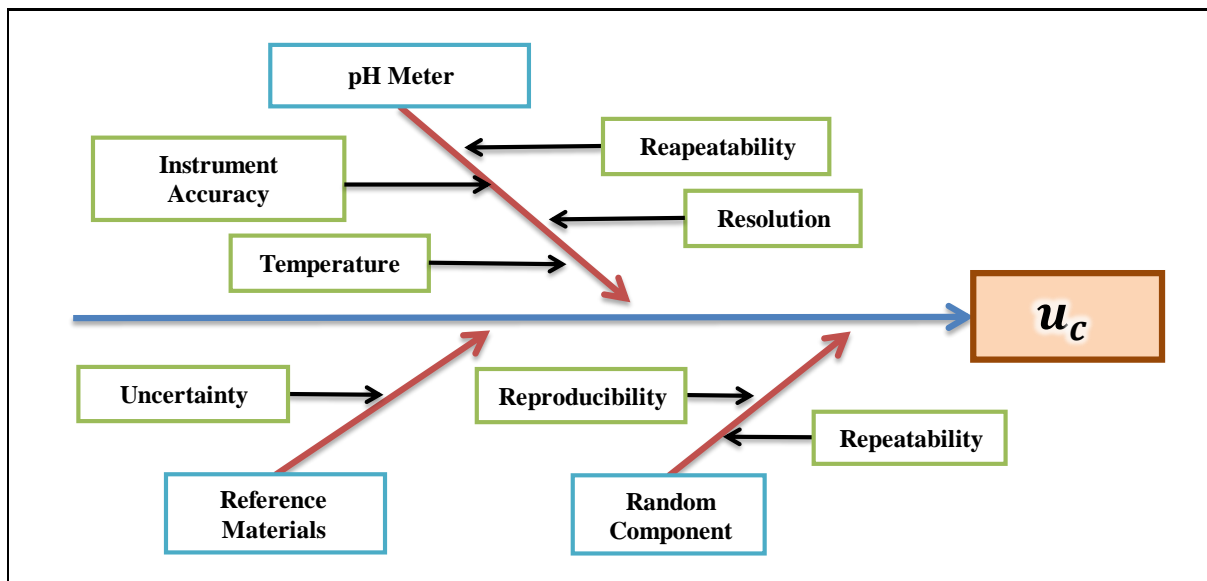 pH Meter
Reapeatability
Instrument
Accuracy
Resolution
Temperature
u_c
Uncertainty
Reproducibility
Repeatability
Reference
Materials
Random
Component